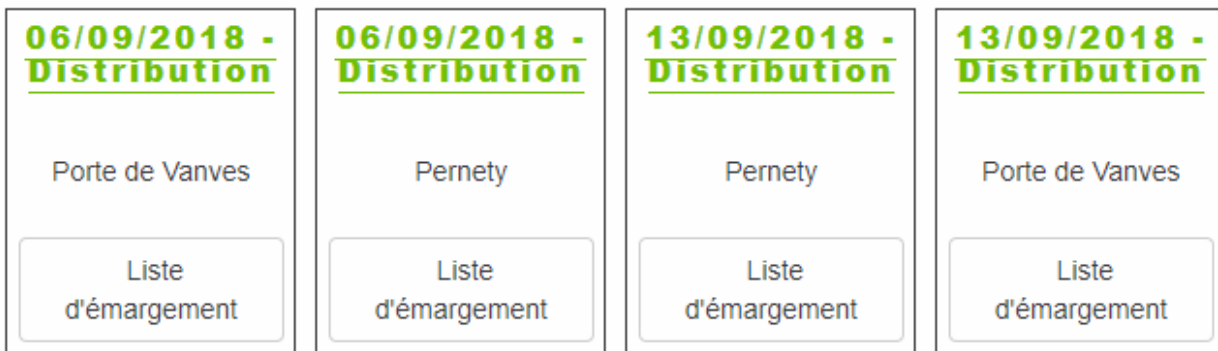 06/09/2018 -
Distribution
Porte de Vanves
Liste
d'émargement
06/09/2018 -
Distribution
Pernety
Liste
d'émargement
13/09/2018 -
Distribution
Pernety
Liste
d'émargement
13/09/2018 -
Distribution
Porte de Vanves
Liste
d'émargement